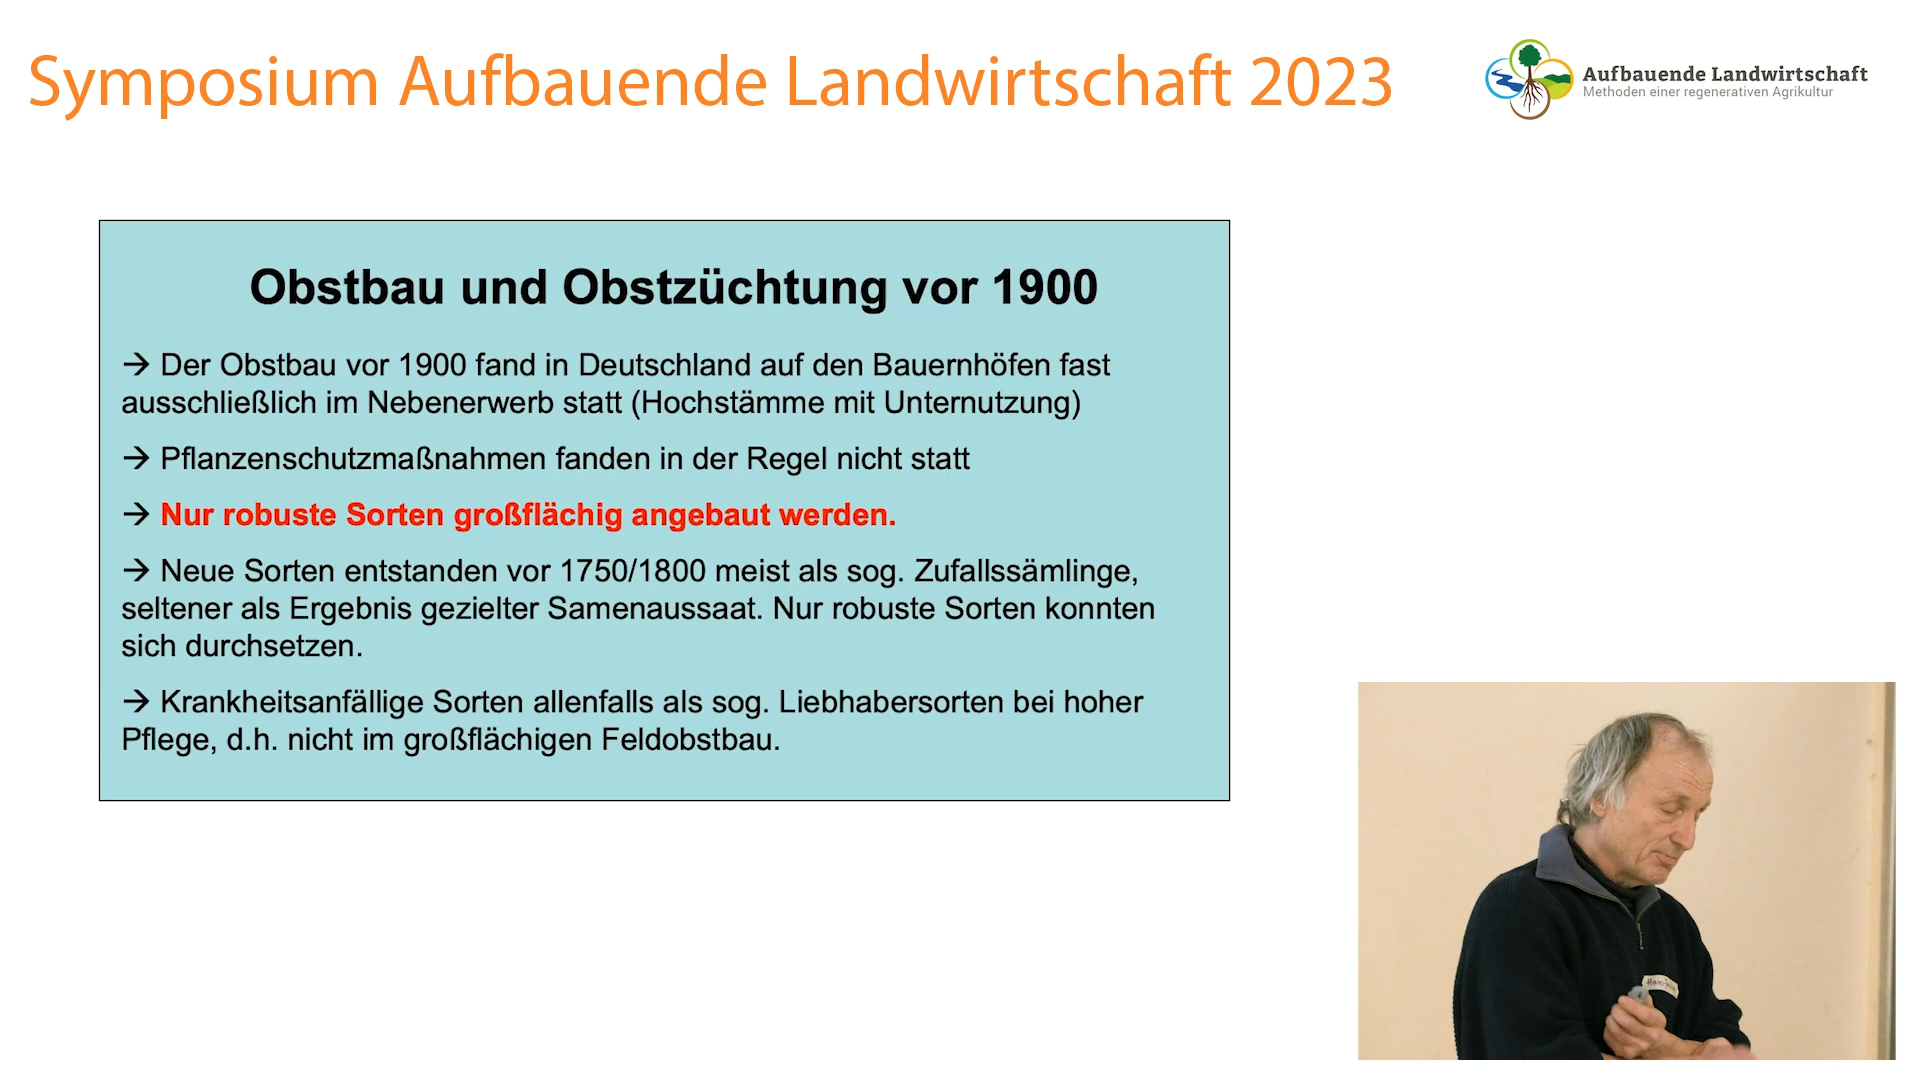 Symposium Aufbauende Landwirtschaft 2023
Aufbauende Landwirtschaft
Methoden einer regenerativen Agrikultur
Obstbau und Obstzüchtung vor 1900
→ Der Obstbau vor 1900 fand in Deutschland auf den Bauernhöfen fast
ausschließlich im Nebenerwerb statt (Hochstämme mit Unternutzung)
→ Pflanzenschutzmaßnahmen fanden in der Regel nicht statt
→ Nur robuste Sorten großflächig angebaut werden.
→ Neue Sorten entstanden vor 1750/1800 meist als sog. Zufallssämlinge,
seltener als Ergebnis gezielter Samenaussaat. Nur robuste Sorten konnten
sich durchsetzen.
→ Krankheitsanfällige Sorten allenfalls als sog. Liebhabersorten bei hoher
Pflege, d.h. nicht im großflächigen Feldobstbau.